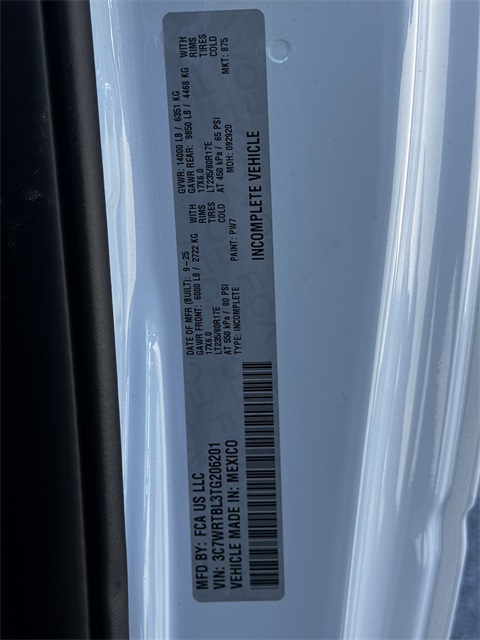 MFD BY: FCA US LLC
VIN: 3C7WRTBL3TG206201
VEHICLE MADE IN: MEXICO
DATE OF MFR (BUILT): 9-25
GAWR FRONT: 6000 LB / 2722 KG
17X6.0
LT235/80R17E
AT 550 kPa / 80 PSI
TYPE: INCOMPLETE
WITH
RIMS
TIRES
COLD
PAINT: PW7
GVWR: 14000 LB / 6351 KG
GAWR REAR: 9850 LB / 4468 KG
17X6.0
LT235/80R17E
AT 450 kPa / 65 PSI
MDH: 092920
WITH
RIMS
TIRES
COLD
MKT: 875
INCOMPLETE VEHICLE